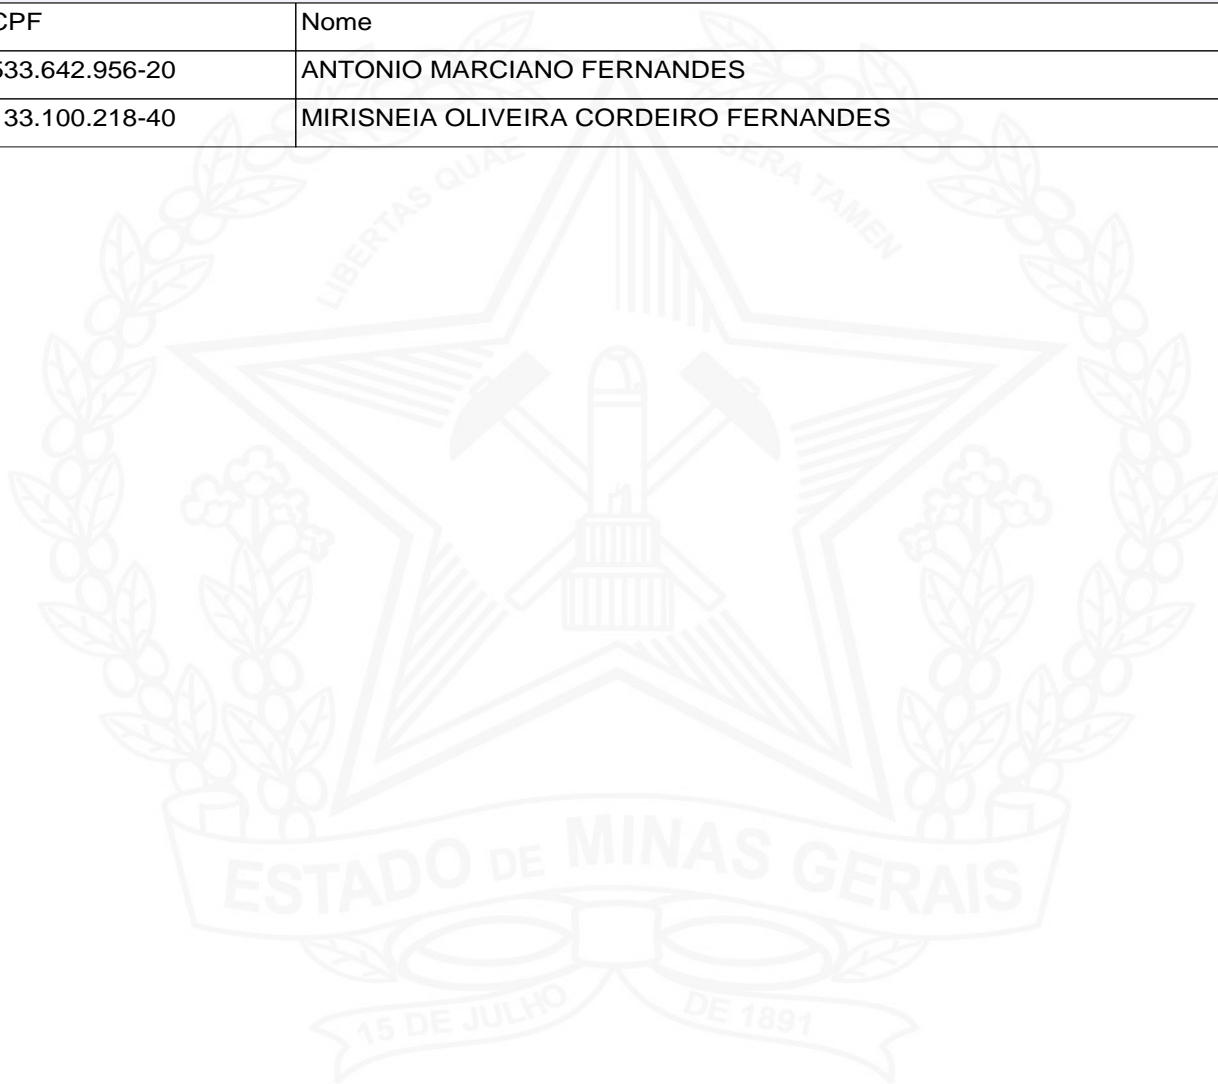 CPF Nome
533.642.956-20 ANTONIO MARCIANO FERNANDES
33.100.218-40 MIRISNEIA OLIVEIRA CORDEIRO FERNANDES
LIBERTAS QUAE SERA TAMEN
ESTADO DE MINAS GERAIS
15 DE JULHO DE 1891